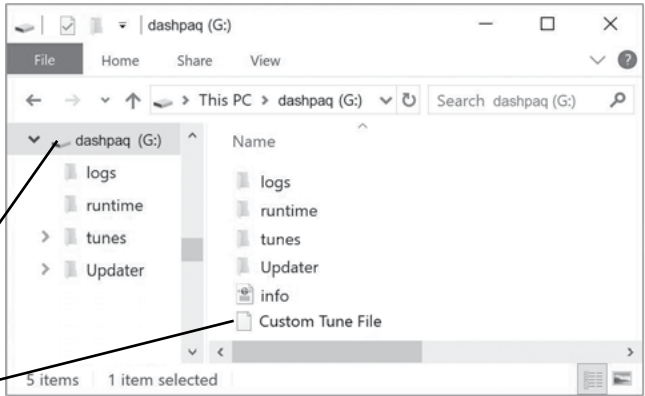 dashpaq (G:)
File Home Share View
This PC > dashpaq (G:) Search dashpaq (G:)
dashpaq (G:)
logs
runtime
tunes
Updater
Name
logs
runtime
tunes
Updater
info
Custom Tune File
5 items 1 item selected